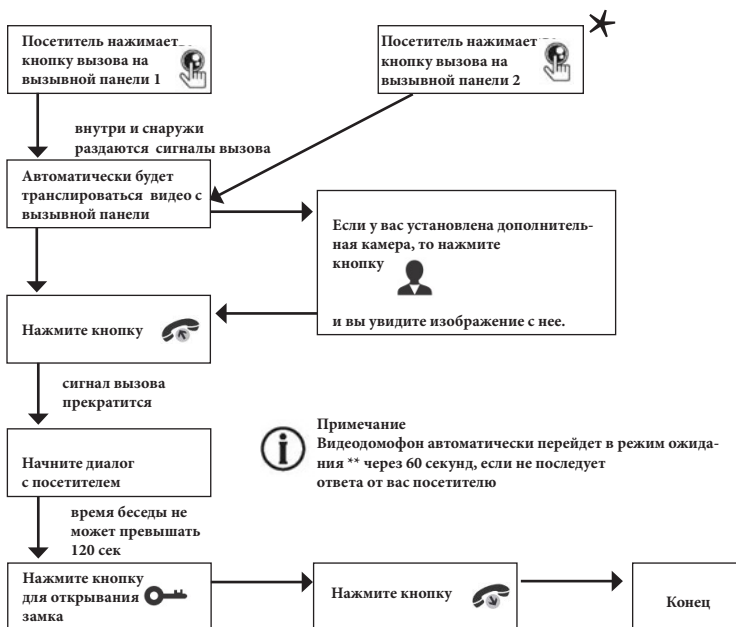 Посетитель нажимает
кнопку вызова на
вызывной панели 1
Посетитель нажимает
кнопку вызова на
вызывной панели 2
внутри и снаружи
раздаются сигналы вызова
Автоматически будет
транслироваться видео с
вызывной панели
Если у вас установлена дополнитель-
ная камера, то нажмите
кнопку
и вы увидите изображение с нее.
Нажмите кнопку
сигнал вызова
прекратится
Примечание
Видеодомофон автоматически перейдет в режим ожида-
ния ** через 60 секунд, если не последует
ответа от вас посетителю
Начните диалог
с посетителем
время беседы не
может превышать
120 сек
Нажмите кнопку
для открывания
замка
Нажмите кнопку
Конец